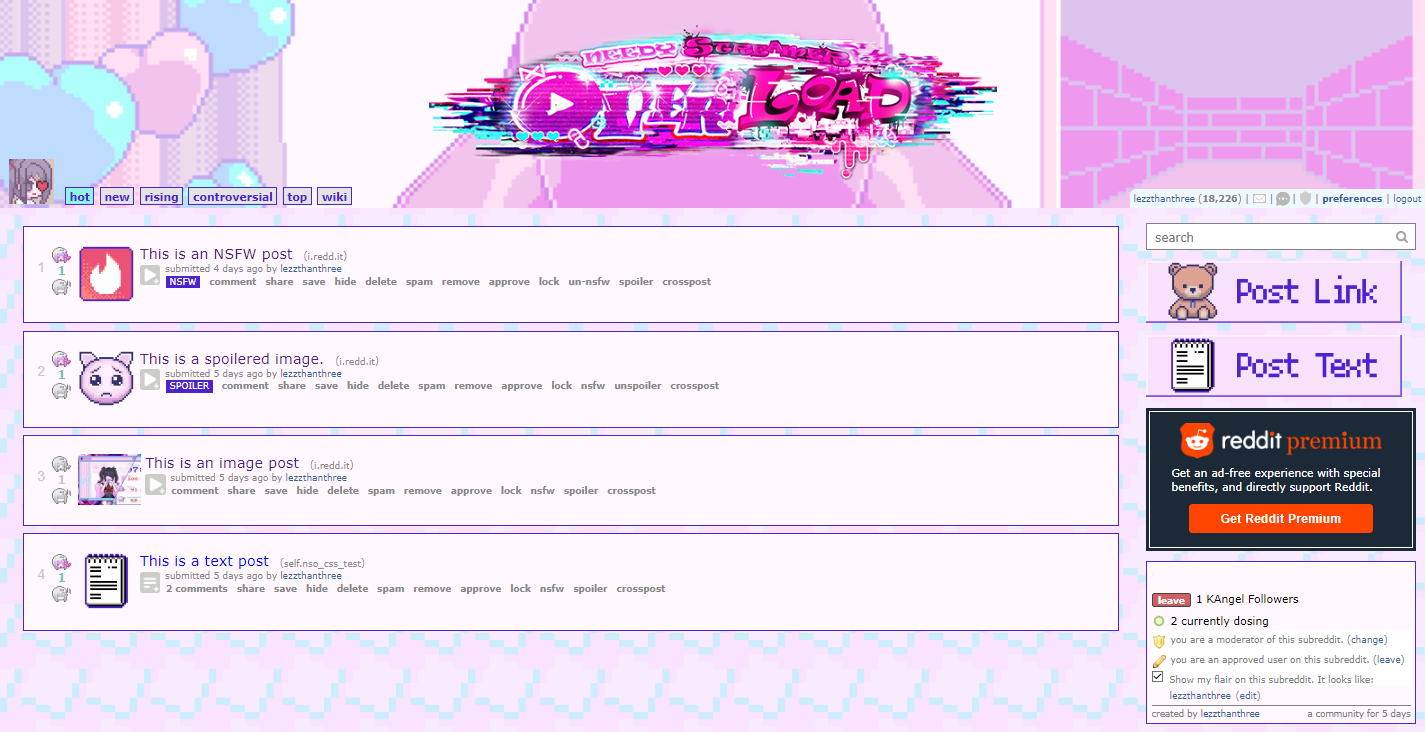 NEEDY STREAMER
OVERLOAD
hot new rising controversial top wiki
lezzthanthree (18,226) | | | | preferences | logout
1
1
This is an NSFW post (i.redd.it)
submitted 4 days ago by lezzthanthree
NSFW comment share save hide delete spam remove approve lock un-nsfw spoiler crosspost
2
1
This is a spoilered image. (i.redd.it)
submitted 5 days ago by lezzthanthree
SPOILER comment share save hide delete spam remove approve lock nsfw unspoiler crosspost
3
1
This is an image post (i.redd.it)
submitted 5 days ago by lezzthanthree
comment share save hide delete spam remove approve lock nsfw spoiler crosspost
4
1
This is a text post (self.nso_css_test)
submitted 5 days ago by lezzthanthree
2 comments share save hide delete spam remove approve lock nsfw spoiler crosspost
search
Post Link
Post Text
reddit premium
Get an ad-free experience with special
benefits, and directly support Reddit.
Get Reddit Premium
leave 1 KAngel Followers
2 currently dosing
you are a moderator of this subreddit. (change)
you are an approved user on this subreddit. (leave)
Show my flair on this subreddit. It looks like:
lezzthanthree (edit)
created by lezzthanthree a community for 5 days